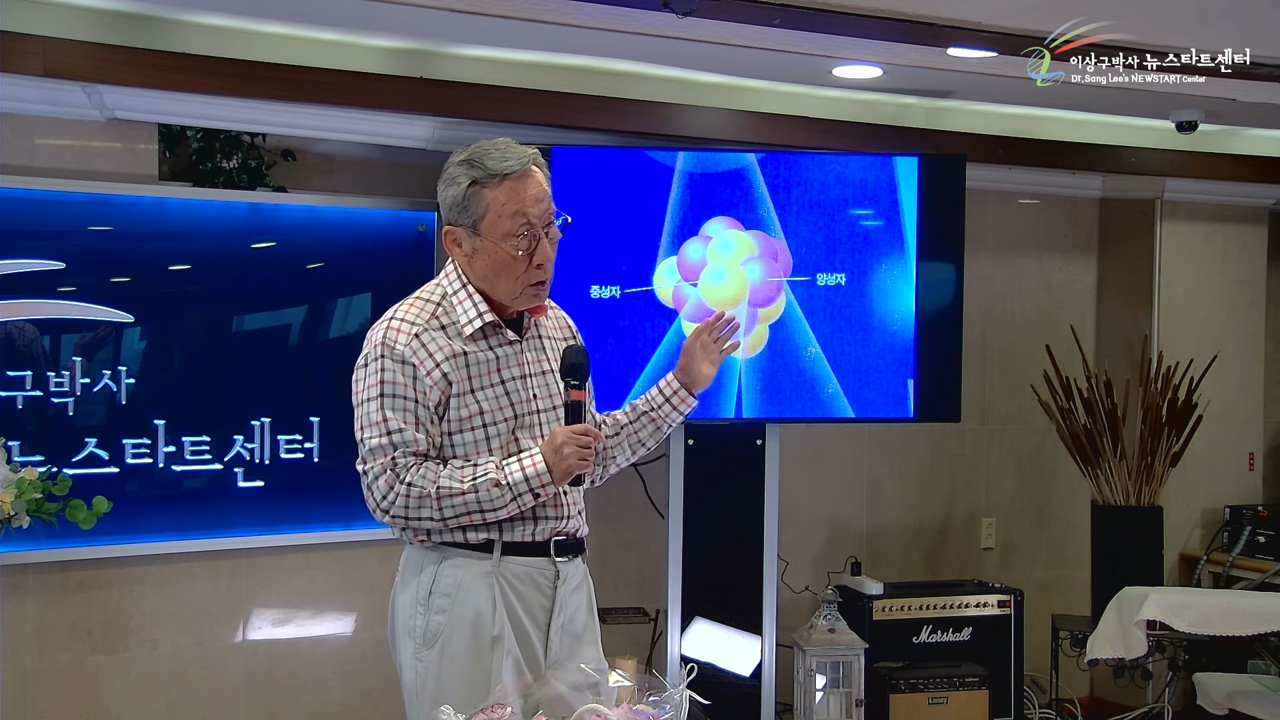 이상구박사 뉴스타트센터
Dr. Sang Lee's NEWSTART Center
중성자
양성자
구박사
뉴스타트센터
Marshall
Laney